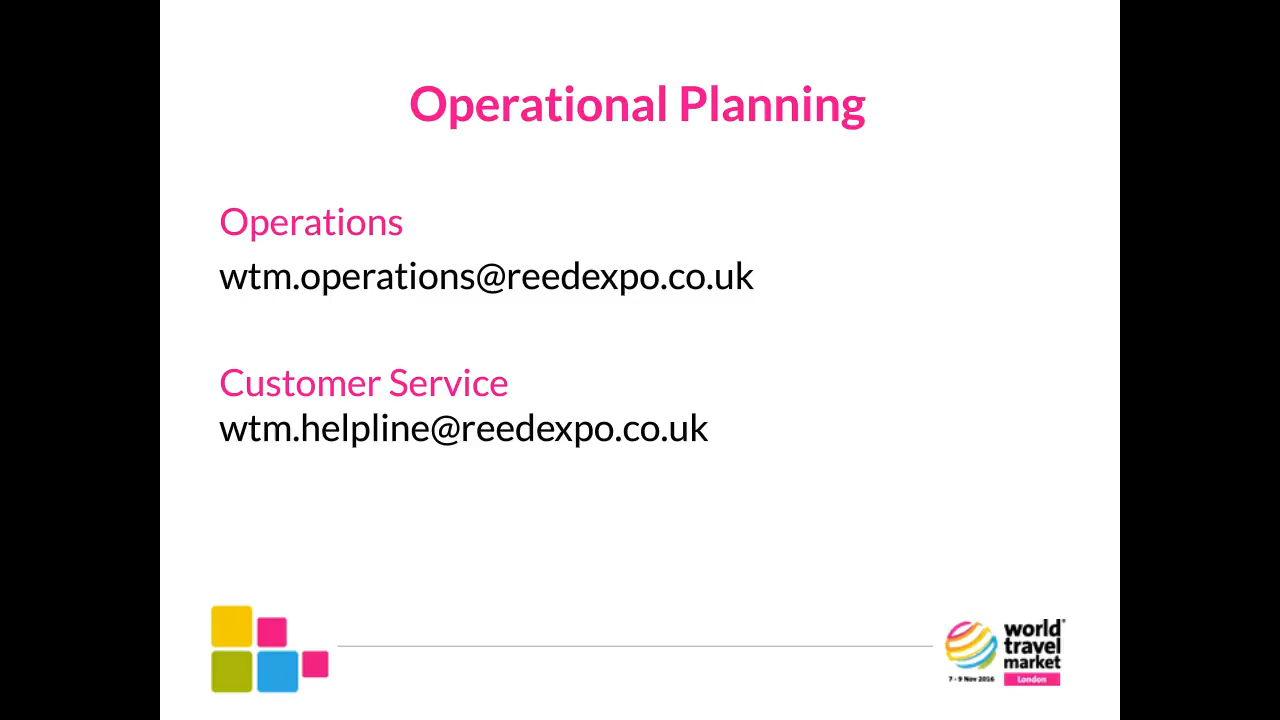 Operational Planning
Operations
wtm.operations@reedexpo.co.uk
Customer Service
wtm.helpline@reedexpo.co.uk
world
travel
market
7 - 9 Nov 2016
London